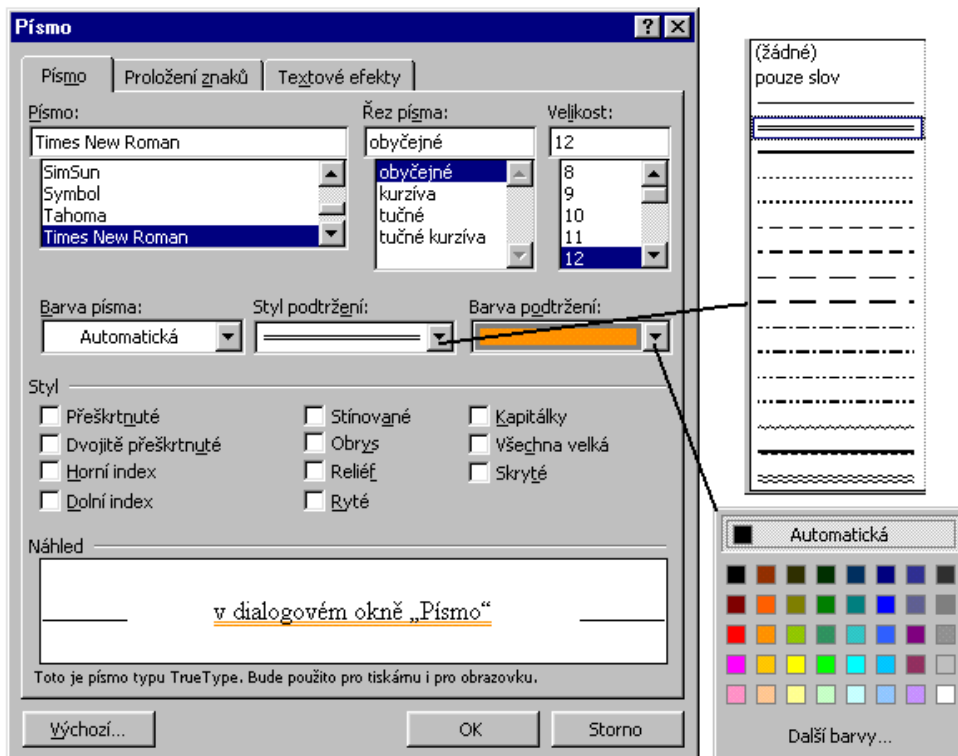 Písmo
Písmo Proložení znaků Textové efekty
Písmo: Řez písma: Velikost:
Times New Roman obyčejné 12
SimSun obyčejné 8
Symbol kurzíva 9
Tahoma tučné 10
Times New Roman tučné kurzíva 11
12
Barva písma: Styl podtržení: Barva podtržení:
Automatická
Styl
Přeškrtnuté Stínované Kapitálky
Dvojitě přeškrtnuté Obrys Všechna velká
Horní index Reliéf Skryté
Dolní index Ryté
Náhled
v dialogovém okně „Písmo“
Toto je písmo typu TrueType. Bude použito pro tiskárnu i pro obrazovku.
Výchozí... OK Storno
(žádné)
pouze slov
Automatická
Další barvy...